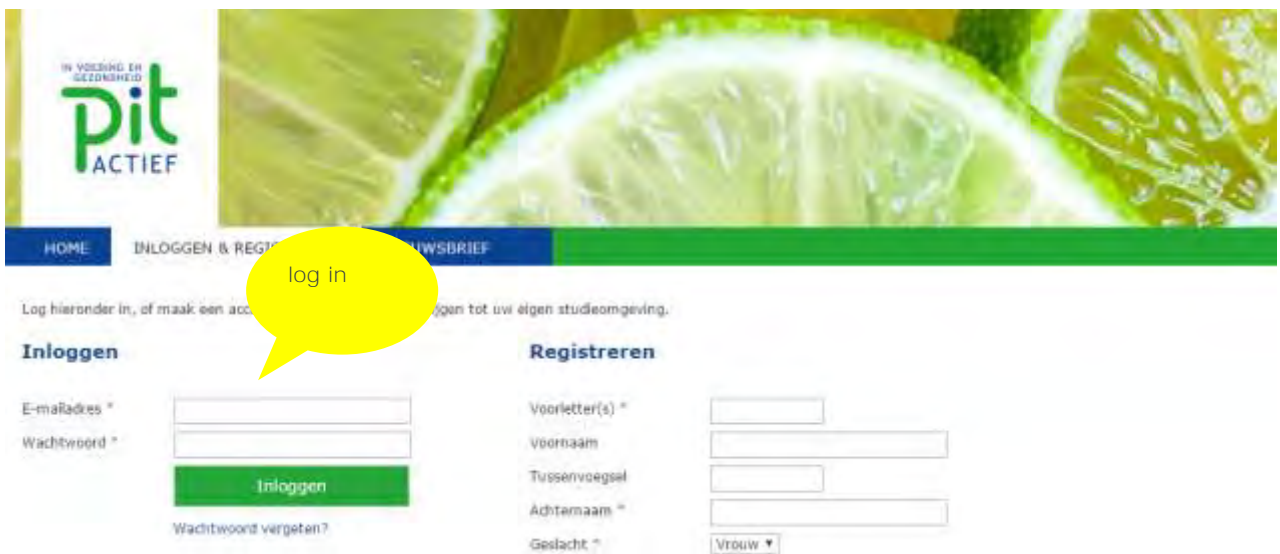 IN VOEDING EN
GEZONDHEID
pit
ACTIEF
HOME INLOGGEN & REGI UWSBRIEF
log in
Log hieronder in, of maak een acc ijgen tot uw eigen studieomgeving.
Inloggen
E-mailadres *
Wachtwoord *
Inloggen
Wachtwoord vergeten?
Registreren
Voorletter(s) *
Voornaam
Tussenvoegsel
Achternaam *
Geslacht * Vrouw